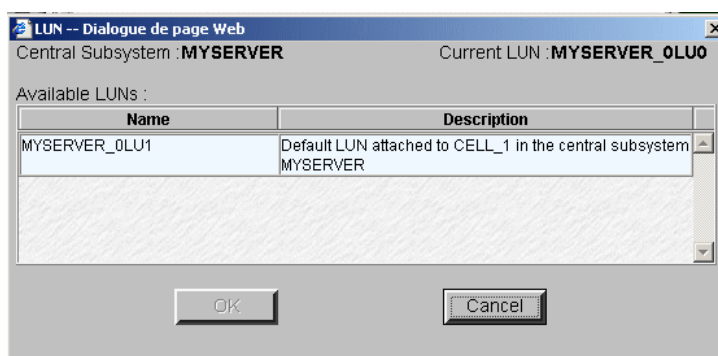 LUN -- Dialogue de page Web
Central Subsystem :MYSERVER Current LUN :MYSERVER_0LU0
Available LUNs :
Name Description
MYSERVER_0LU1 Default LUN attached to CELL_1 in the central subsystem
MYSERVER
OK Cancel